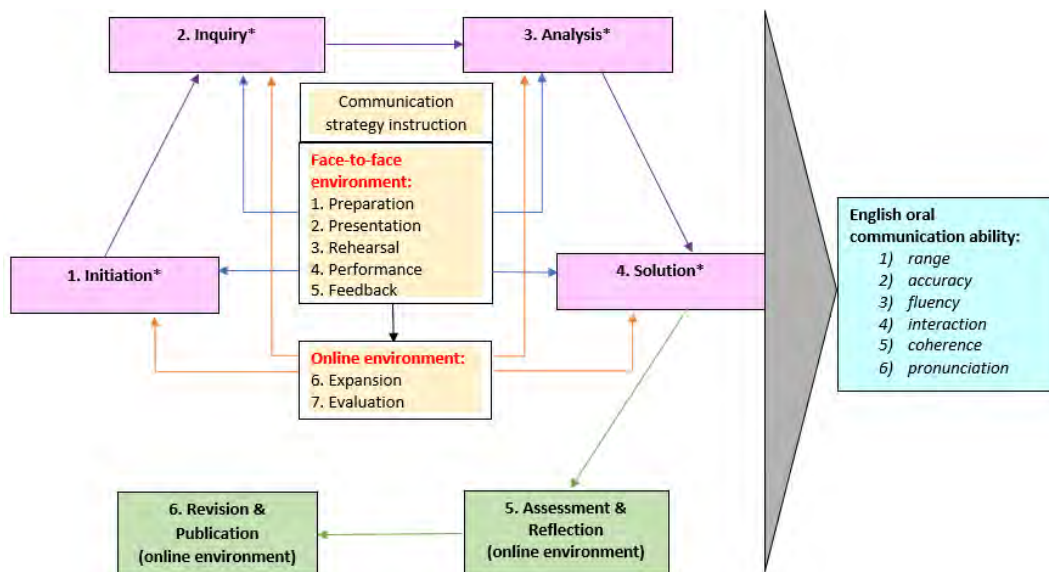 2. Inquiry*
3. Analysis*
Communication
strategy instruction
Face-to-face
environment:
1. Preparation
2. Presentation
3. Rehearsal
4. Performance
5. Feedback
1. Initiation*
4. Solution*
Online environment:
6. Expansion
7. Evaluation
English oral
communication ability:
1) range
2) accuracy
3) fluency
4) interaction
5) coherence
6) pronunciation
6. Revision &
Publication
(online environment)
5. Assessment &
Reflection
(online environment)